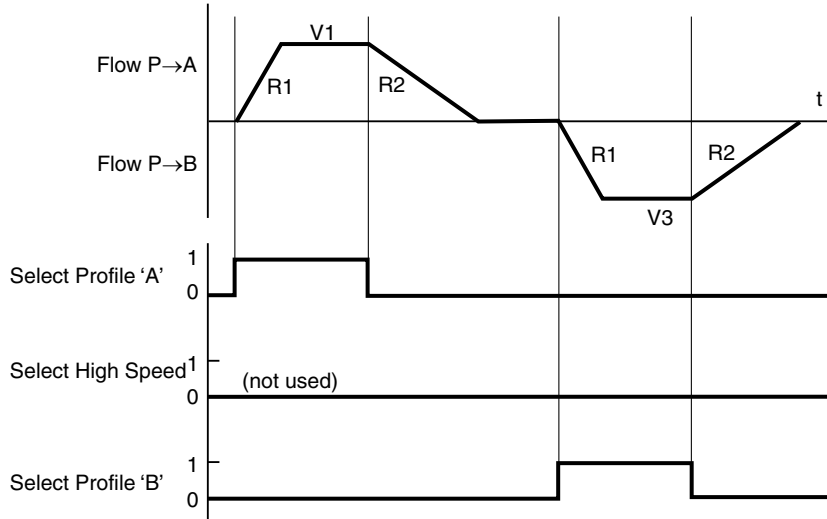 V1
Flow P→A
R1
R2
t
Flow P→B
R1
R2
V3
1
Select Profile ‘A’
0
1
Select High Speed
(not used)
0
1
Select Profile ‘B’
0